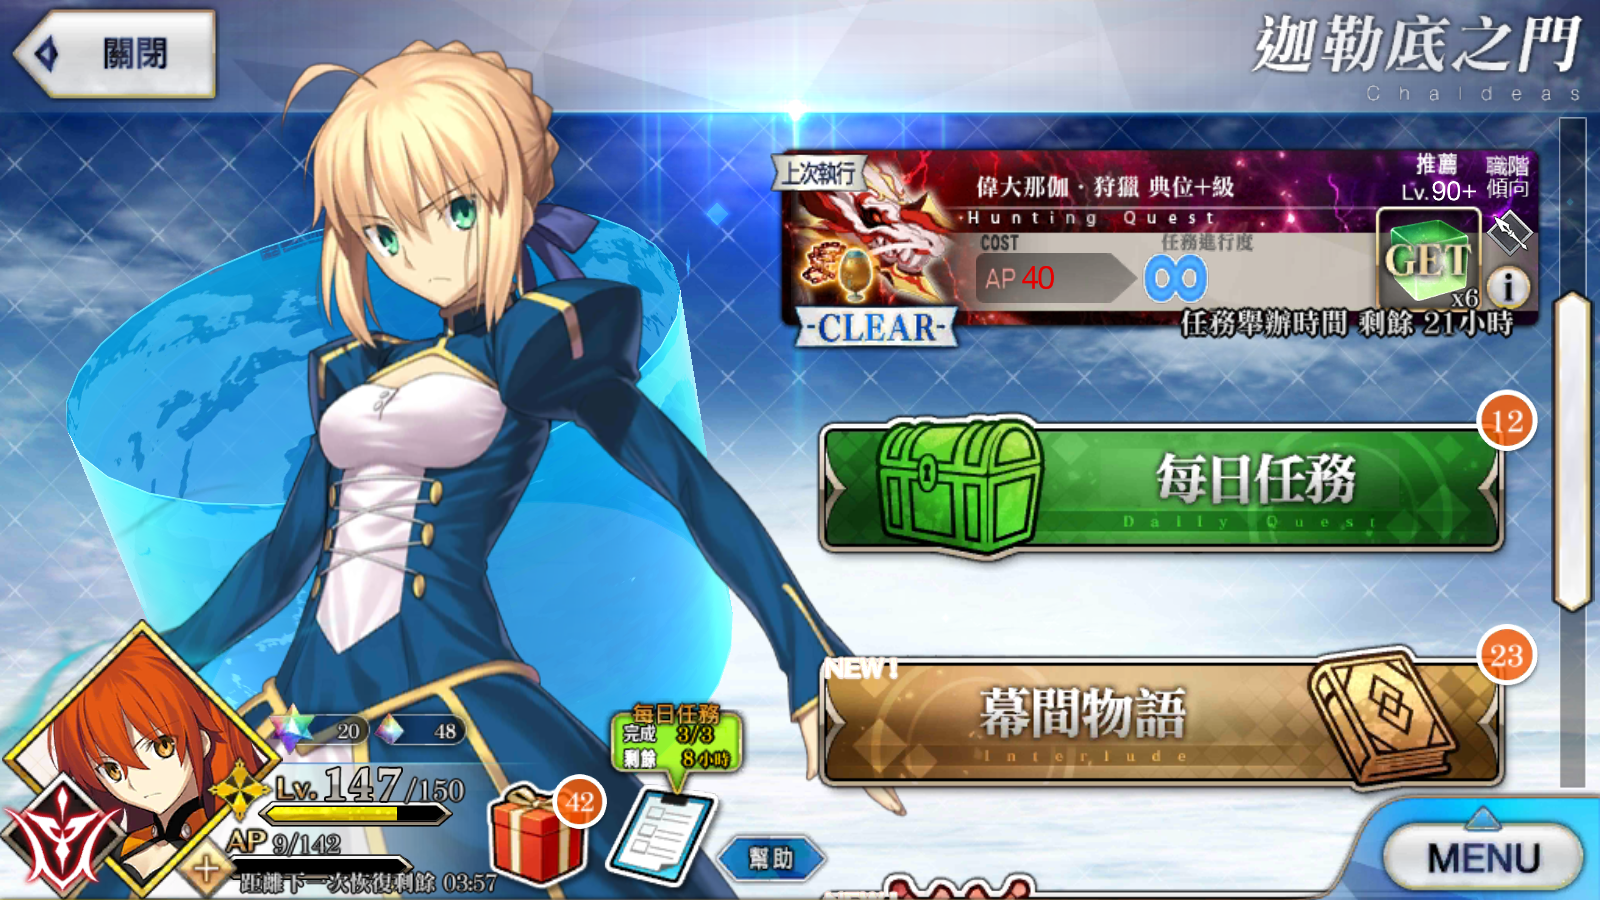 關閉
迦勒底之門
Chaldeas
上次執行
偉大那伽・狩獵 典位+級
Hunting Quest
推薦
Lv.90+
職階
傾向
COST
任務進行度
AP 40
∞
GET
x6
i
-CLEAR-
任務舉辦時間 剩餘 21小時
12
每日任務
Daily Quest
NEW!
23
幕間物語
Interlude
20
48
每日任務
完成 3/3
剩餘 8小時
Lv.147/150
42
AP 9/142
距離下一次恢復剩餘 03:57
幫助
MENU